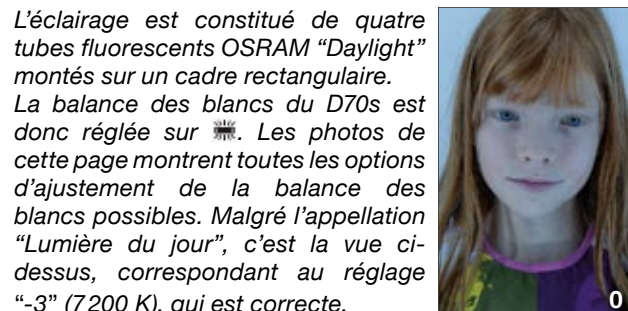 L’éclairage est constitué de quatre
tubes fluorescents OSRAM “Daylight”
montés sur un cadre rectangulaire.
La balance des blancs du D70s est
donc réglée sur . Les photos de
cette page montrent toutes les options
d’ajustement de la balance des
blancs possibles. Malgré l’appellation
“Lumière du jour”, c’est la vue ci-
dessus, correspondant au réglage
“-3” (7 200 K), qui est correcte.
0